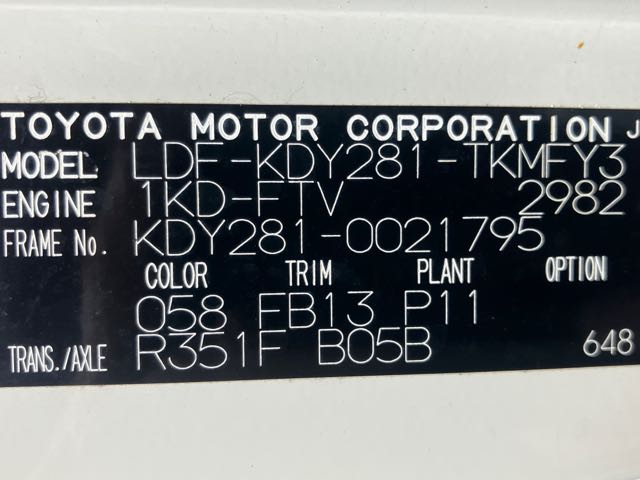 TOYOTA MOTOR CORPORATION J
MODEL LDF-KDY281-TKMFY3
ENGINE 1KD-FTV 2982
FRAME No. KDY281-0021795
COLOR TRIM PLANT OPTION
058 FB13 P11
TRANS./AXLE R351F B05B 648